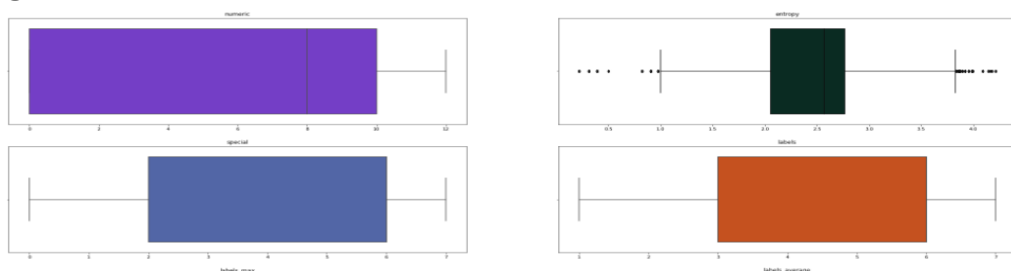 numeric
0 2 4 6 8 10 12
entropy
0.5 1.0 1.5 2.0 2.5 3.0 3.5 4.0
special
0 1 2 3 4 5 6 7
labels
1 2 3 4 5 6 7
labels_average